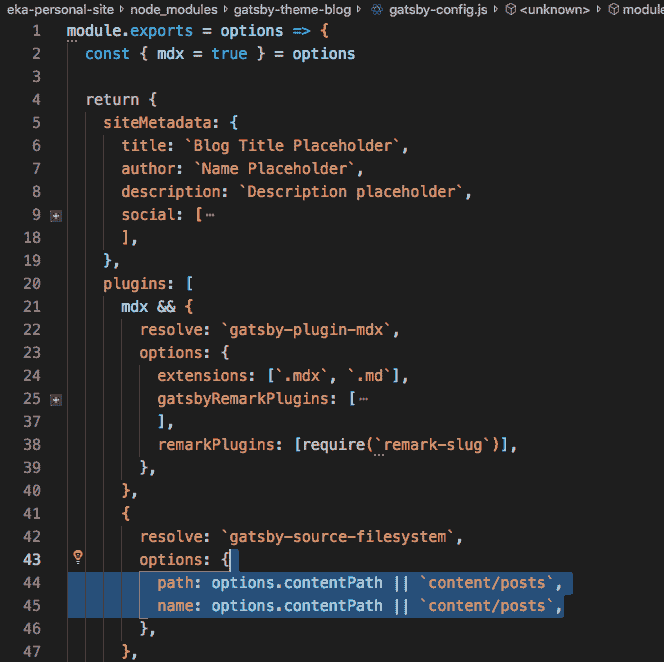 eka-personal-site › node_modules › gatsby-theme-blog › gatsby-config.js › <unknown> › module
1 module.exports = options => {
2 const { mdx = true } = options
3
4 return {
5 siteMetadata: {
6 title: `Blog Title Placeholder`,
7 author: `Name Placeholder`,
8 description: `Description placeholder`,
9 social: [⋯
18 ],
19 },
20 plugins: [
21 mdx && {
22 resolve: `gatsby-plugin-mdx`,
23 options: {
24 extensions: [`.mdx`, `.md`],
25 gatsbyRemarkPlugins: [⋯
37 ],
38 remarkPlugins: [require(`remark-slug`)],
39 },
40 },
41 {
42 resolve: `gatsby-source-filesystem`,
43 options: {
44 path: options.contentPath || `content/posts`,
45 name: options.contentPath || `content/posts`,
46 },
47 },